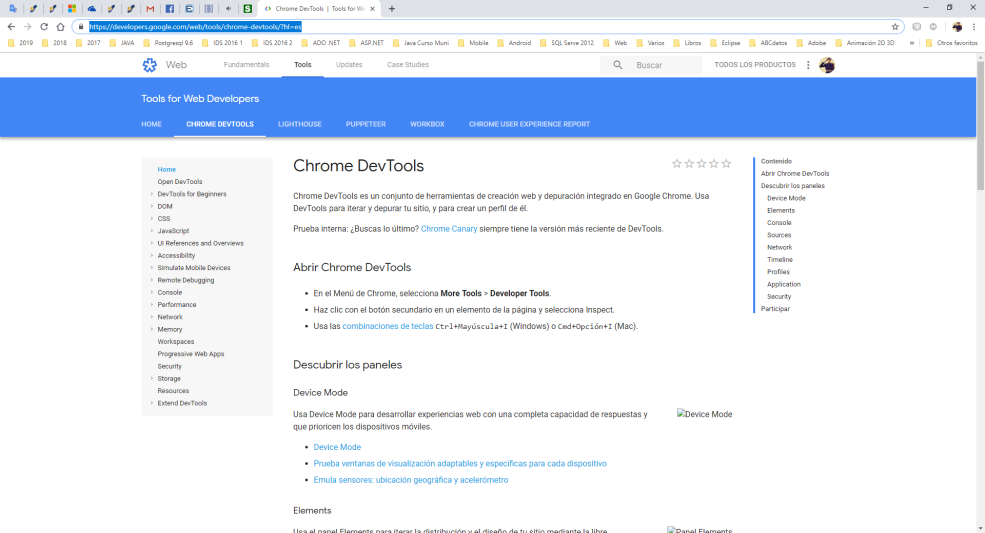 Chrome DevTools | Tools for We
https://developers.google.com/web/tools/chrome-devtools/?hl=es
2019 2018 2017 JAVA Postgresql 9.6 IDS 2016 1 IDS 2016 2 ADO .NET ASP.NET Java Curso Muni Mobile Android SQL Serve 2012 Web Varios Libros Eclipse ABCdatos Adobe Animación 2D 3D » Otros favoritos
Web Fundamentals Tools Updates Case Studies Buscar TODOS LOS PRODUCTOS
Tools for Web Developers
HOME CHROME DEVTOOLS LIGHTHOUSE PUPPETEER WORKBOX CHROME USER EXPERIENCE REPORT
Home
Open DevTools
DevTools for Beginners
DOM
CSS
JavaScript
UI References and Overviews
Accessibility
Simulate Mobile Devices
Remote Debugging
Console
Performance
Network
Memory
Workspaces
Progressive Web Apps
Security
Storage
Resources
Extend DevTools
Chrome DevTools
Chrome DevTools es un conjunto de herramientas de creación web y depuración integrado en Google Chrome. Usa
DevTools para iterar y depurar tu sitio, y para crear un perfil de él.
Prueba interna: ¿Buscas lo último? Chrome Canary siempre tiene la versión más reciente de DevTools.
Abrir Chrome DevTools
• En el Menú de Chrome, selecciona More Tools > Developer Tools.
• Haz clic con el botón secundario en un elemento de la página y selecciona Inspect.
• Usa las combinaciones de teclas Ctrl+Mayúscula+I (Windows) o Cmd+Opción+I (Mac).
Descubrir los paneles
Device Mode
Usa Device Mode para desarrollar experiencias web con una completa capacidad de respuestas y
que prioricen los dispositivos móviles.
Device Mode
• Device Mode
• Prueba ventanas de visualización adaptables y específicas para cada dispositivo
• Emula sensores: ubicación geográfica y acelerómetro
Elements
Usa el panel Elements para iterar la distribución y el diseño de tu sitio mediante la libre
Panel Elements
Contenido
Abrir Chrome DevTools
Descubrir los paneles
Device Mode
Elements
Console
Sources
Network
Timeline
Profiles
Application
Security
Participar